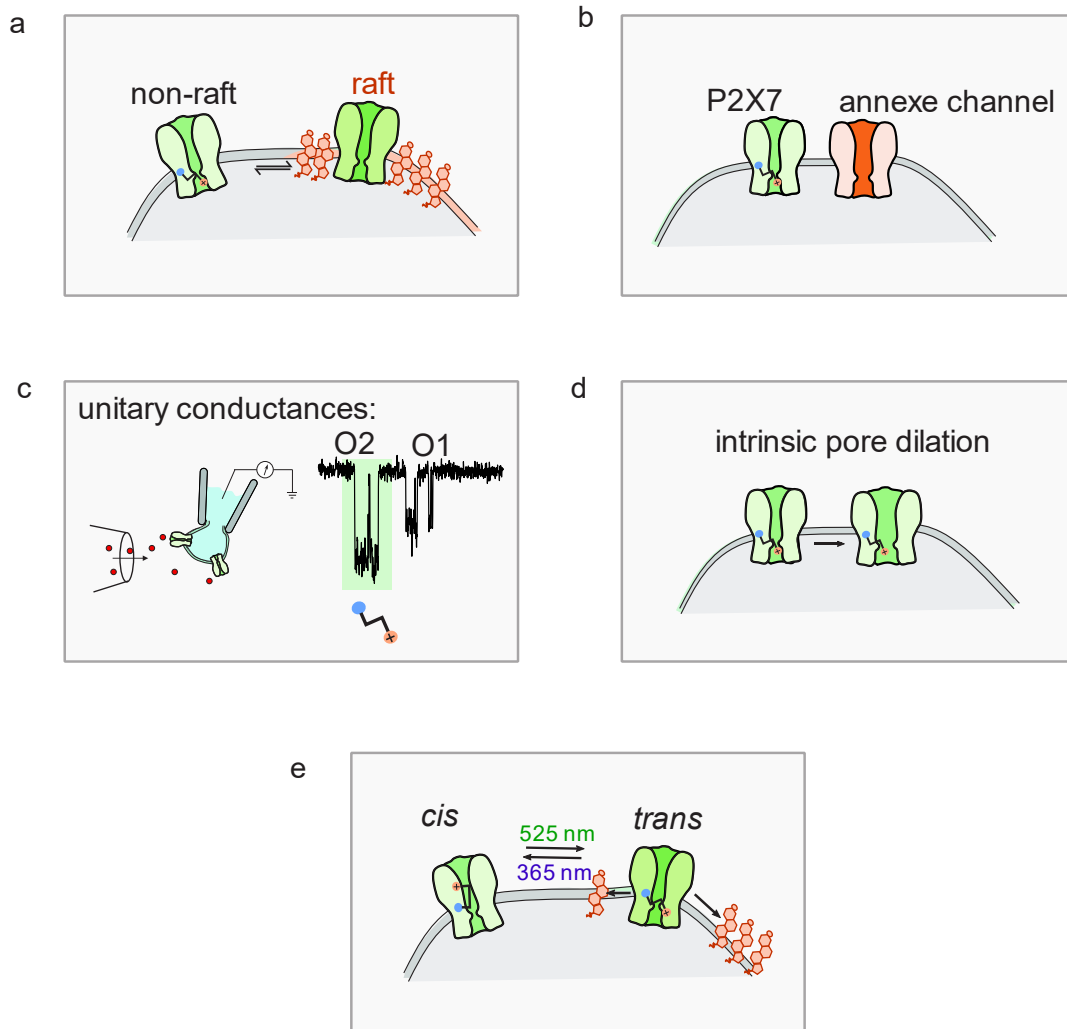 a
non-raft
raft
b
P2X7
annexe channel
c
unitary conductances:
O2
O1
+
d
intrinsic pore dilation
e
cis
525 nm
365 nm
trans